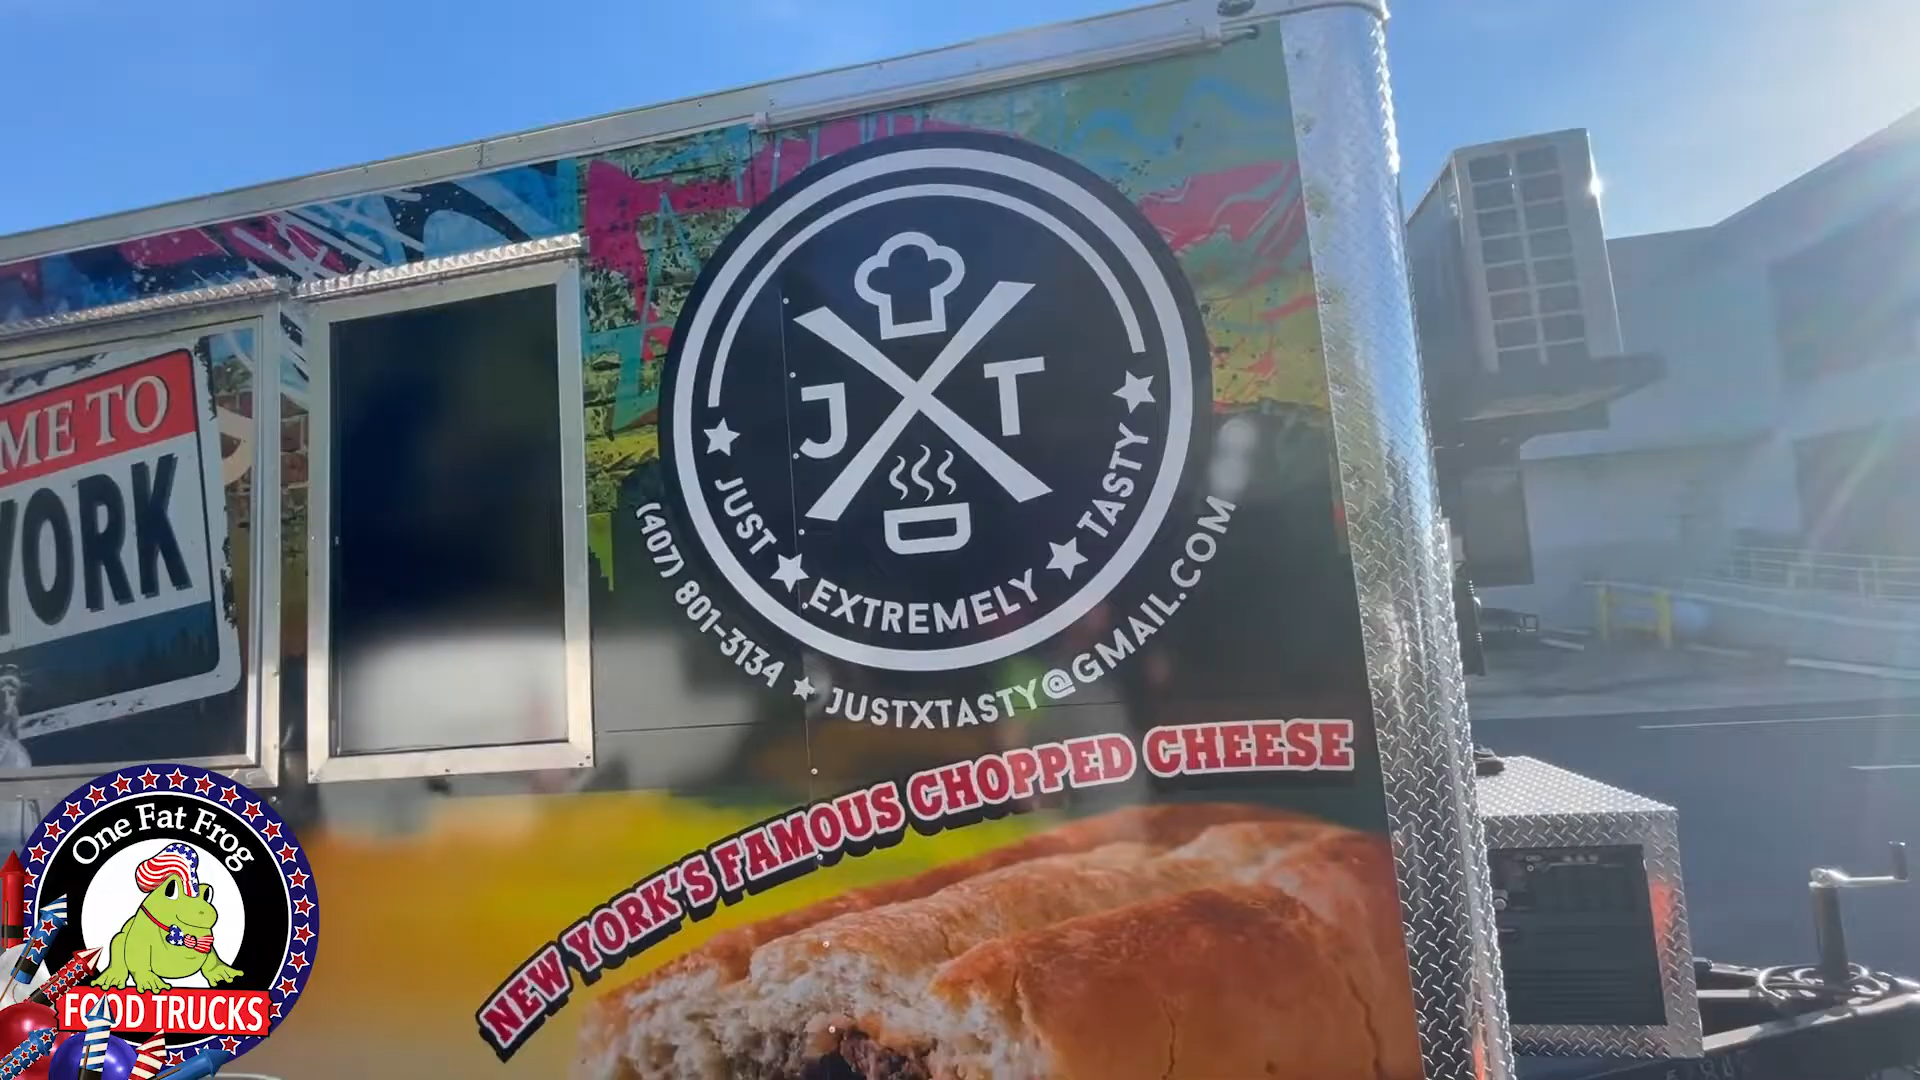 J T
JUST ★ EXTREMELY ★ TASTY
(407) 801-3134 ★ JUSTXTASTY@GMAIL.COM
ME TO
YORK
NEW YORK'S FAMOUS CHOPPED CHEESE
One Fat Frog
FOOD TRUCKS